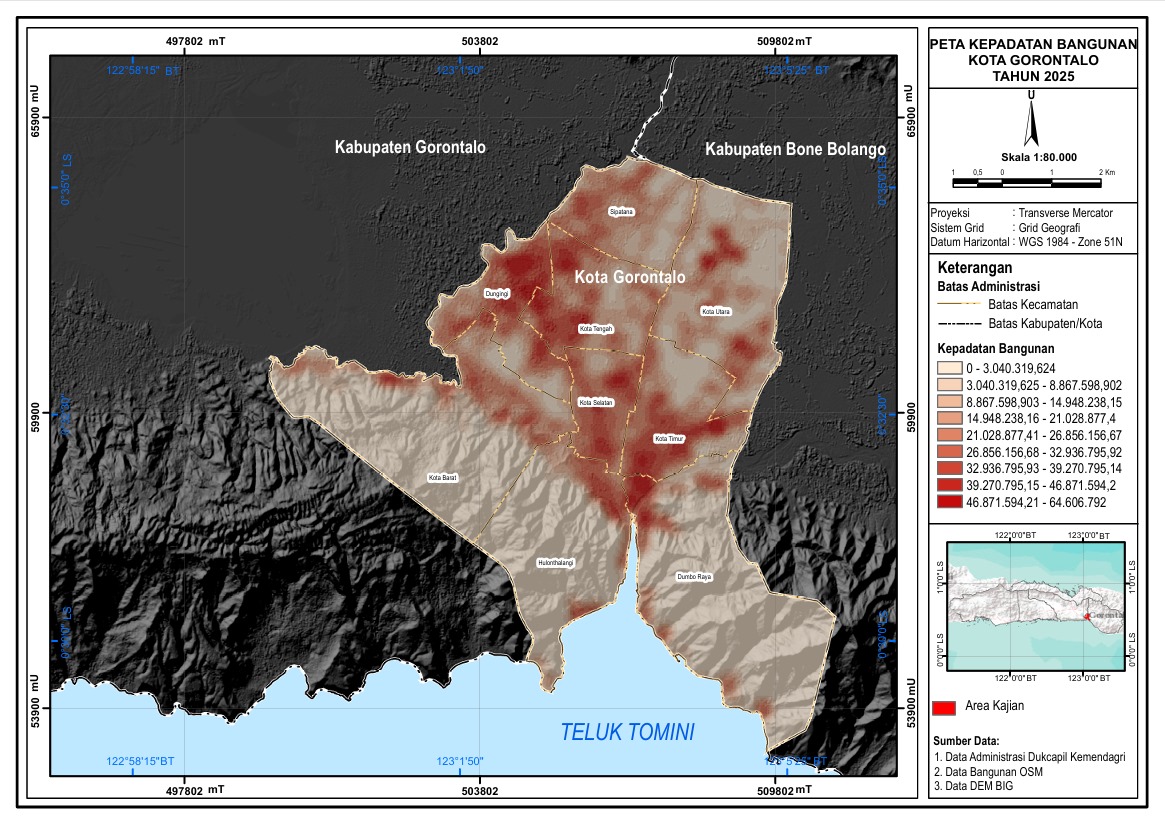 497802 mT
503802
509802 mT
122°58'15" BT
123°1'50"
123°5'25" BT
65900 mU
65900 mU
0°35'0" LS
0°35'0" LS
Kabupaten Gorontalo
Kabupaten Bone Bolango
Sipatana
Kota Gorontalo
Dungingi
Kota Utara
Kota Tengah
59900
59900
Kota Selatan
Kota Timur
Kota Barat
Hulonthalangi
Dumbo Raya
53900 mU
53900 mU
TELUK TOMINI
122°58'15" BT
123°1'50"
123°5'25" BT
497802 mT
503802
509802 mT
PETA KEPADATAN BANGUNAN
KOTA GORONTALO
TAHUN 2025
U
Skala 1:80.000
1 0,5 0 1 2 Km
Proyeksi : Transverse Mercator
Sistem Grid : Grid Geografi
Datum Horizontal : WGS 1984 - Zone 51N
Keterangan
Batas Administrasi
Batas Kecamatan
Batas Kabupaten/Kota
Kepadatan Bangunan
0 - 3.040.319,624
3.040.319,625 - 8.867.598,902
8.867.598,903 - 14.948.238,15
14.948.238,16 - 21.028.877,4
21.028.877,41 - 26.856.156,67
26.856.156,68 - 32.936.795,92
32.936.795,93 - 39.270.795,14
39.270.795,15 - 46.871.594,2
46.871.594,21 - 64.606.792
122°0'0" BT
123°0'0" BT
1°0'0" LS
1°0'0" LS
0°0'0" LS
0°0'0" LS
122°0'0" BT
123°0'0" BT
Area Kajian
Sumber Data:
1. Data Administrasi Dukcapil Kemendagri
2. Data Bangunan OSM
3. Data DEM BIG